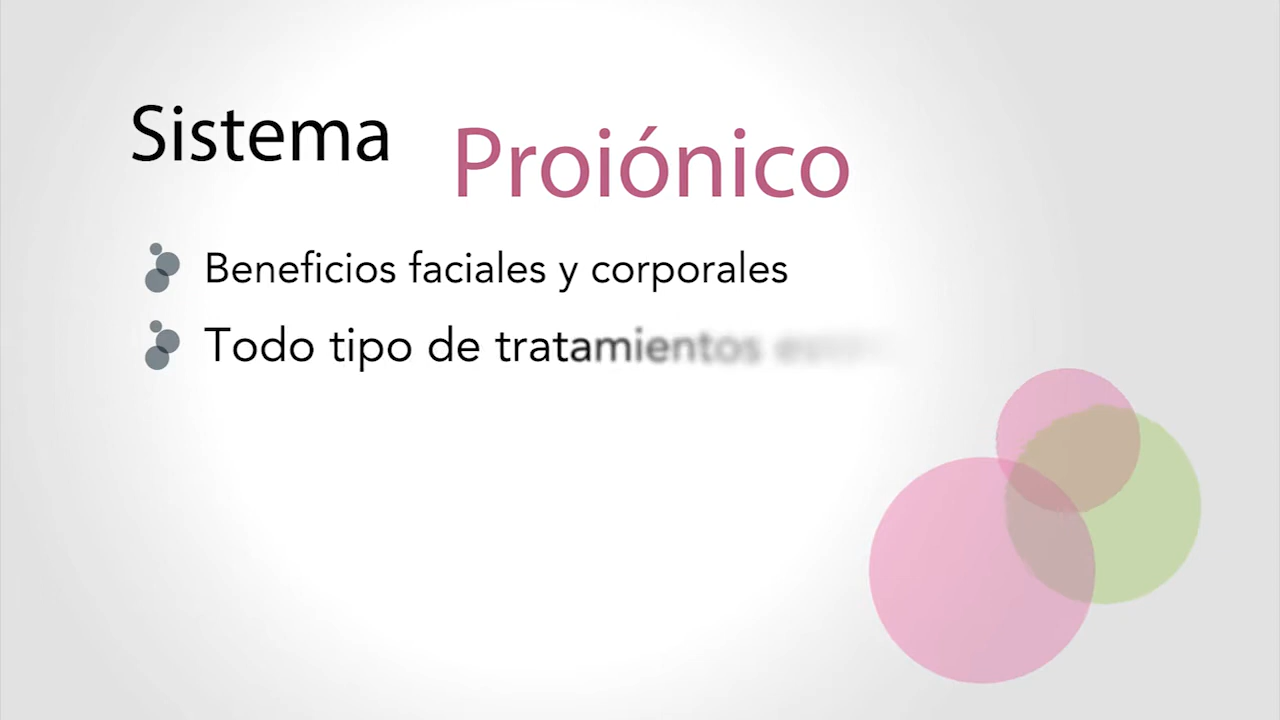 Sistema Proiónico
Beneficios faciales y corporales
Todo tipo de tratamientos